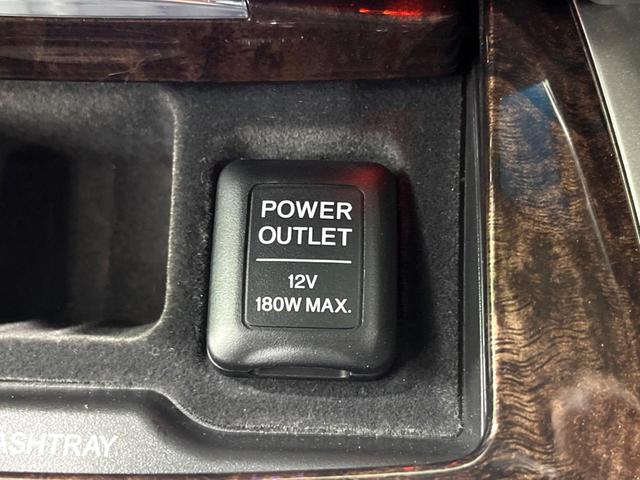 POWER
OUTLET
12V
180W MAX.
ASHTRAY